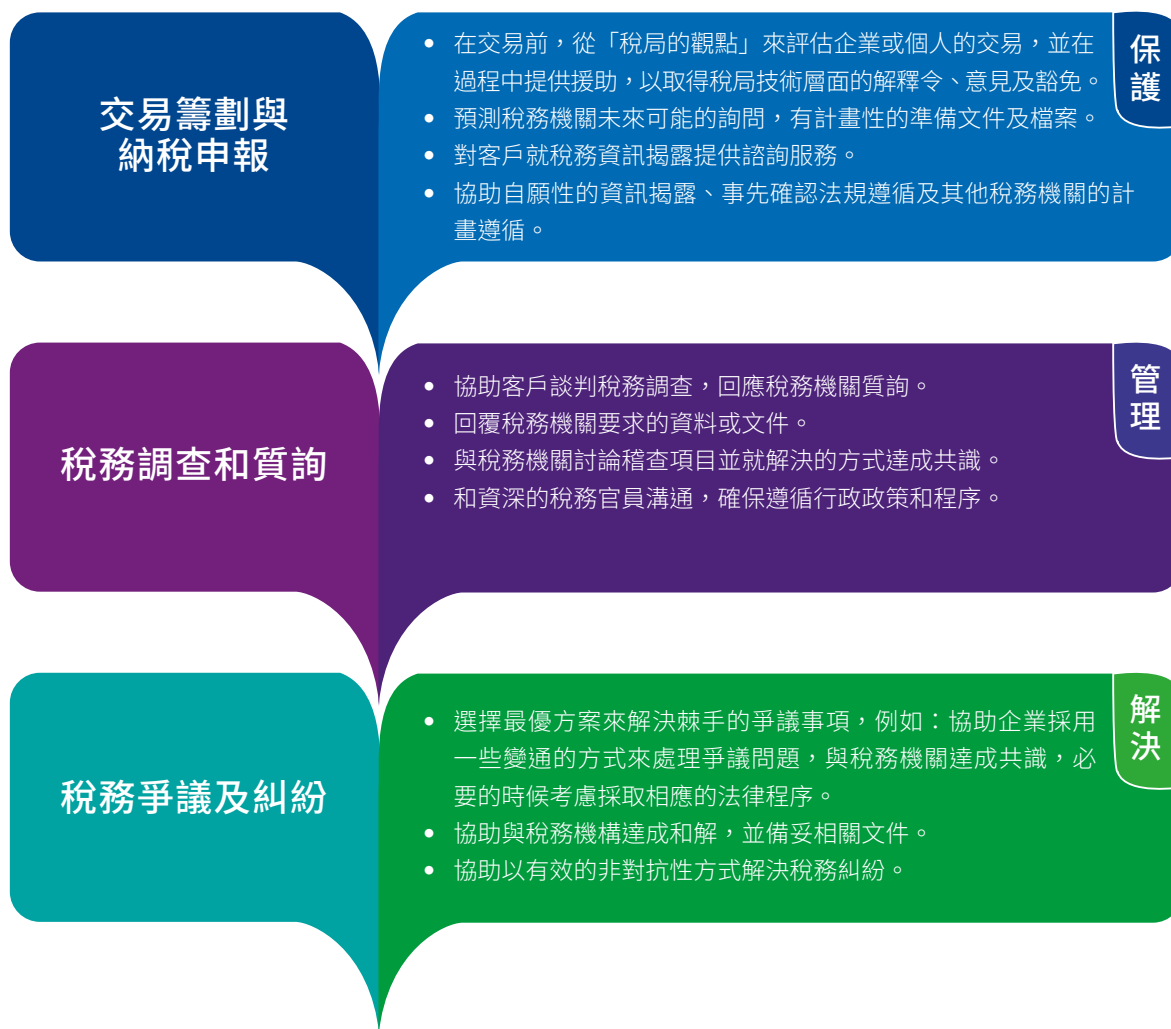 交易籌劃與
納稅申報
• 在交易前，從「稅局的觀點」來評估企業或個人的交易，並在
過程中提供援助，以取得稅局技術層面的解釋令、意見及豁免。
• 預測稅務機關未來可能的詢問，有計畫性的準備文件及檔案。
• 對客戶就稅務資訊揭露提供諮詢服務。
• 協助自願性的資訊揭露、事先確認法規遵循及其他稅務機關的計
畫遵循。
保護
稅務調查和質詢
• 協助客戶談判稅務調查，回應稅務機關質詢。
• 回覆稅務機關要求的資料或文件。
• 與稅務機關討論稽查項目並就解決的方式達成共識。
• 和資深的稅務官員溝通，確保遵循行政政策和程序。
管理
稅務爭議及糾紛
• 選擇最優方案來解決棘手的爭議事項，例如：協助企業採用
一些變通的方式來處理爭議問題，與稅務機關達成共識，必
要的時候考慮採取相應的法律程序。
• 協助與稅務機構達成和解，並備妥相關文件。
• 協助以有效的非對抗性方式解決稅務糾紛。
解決